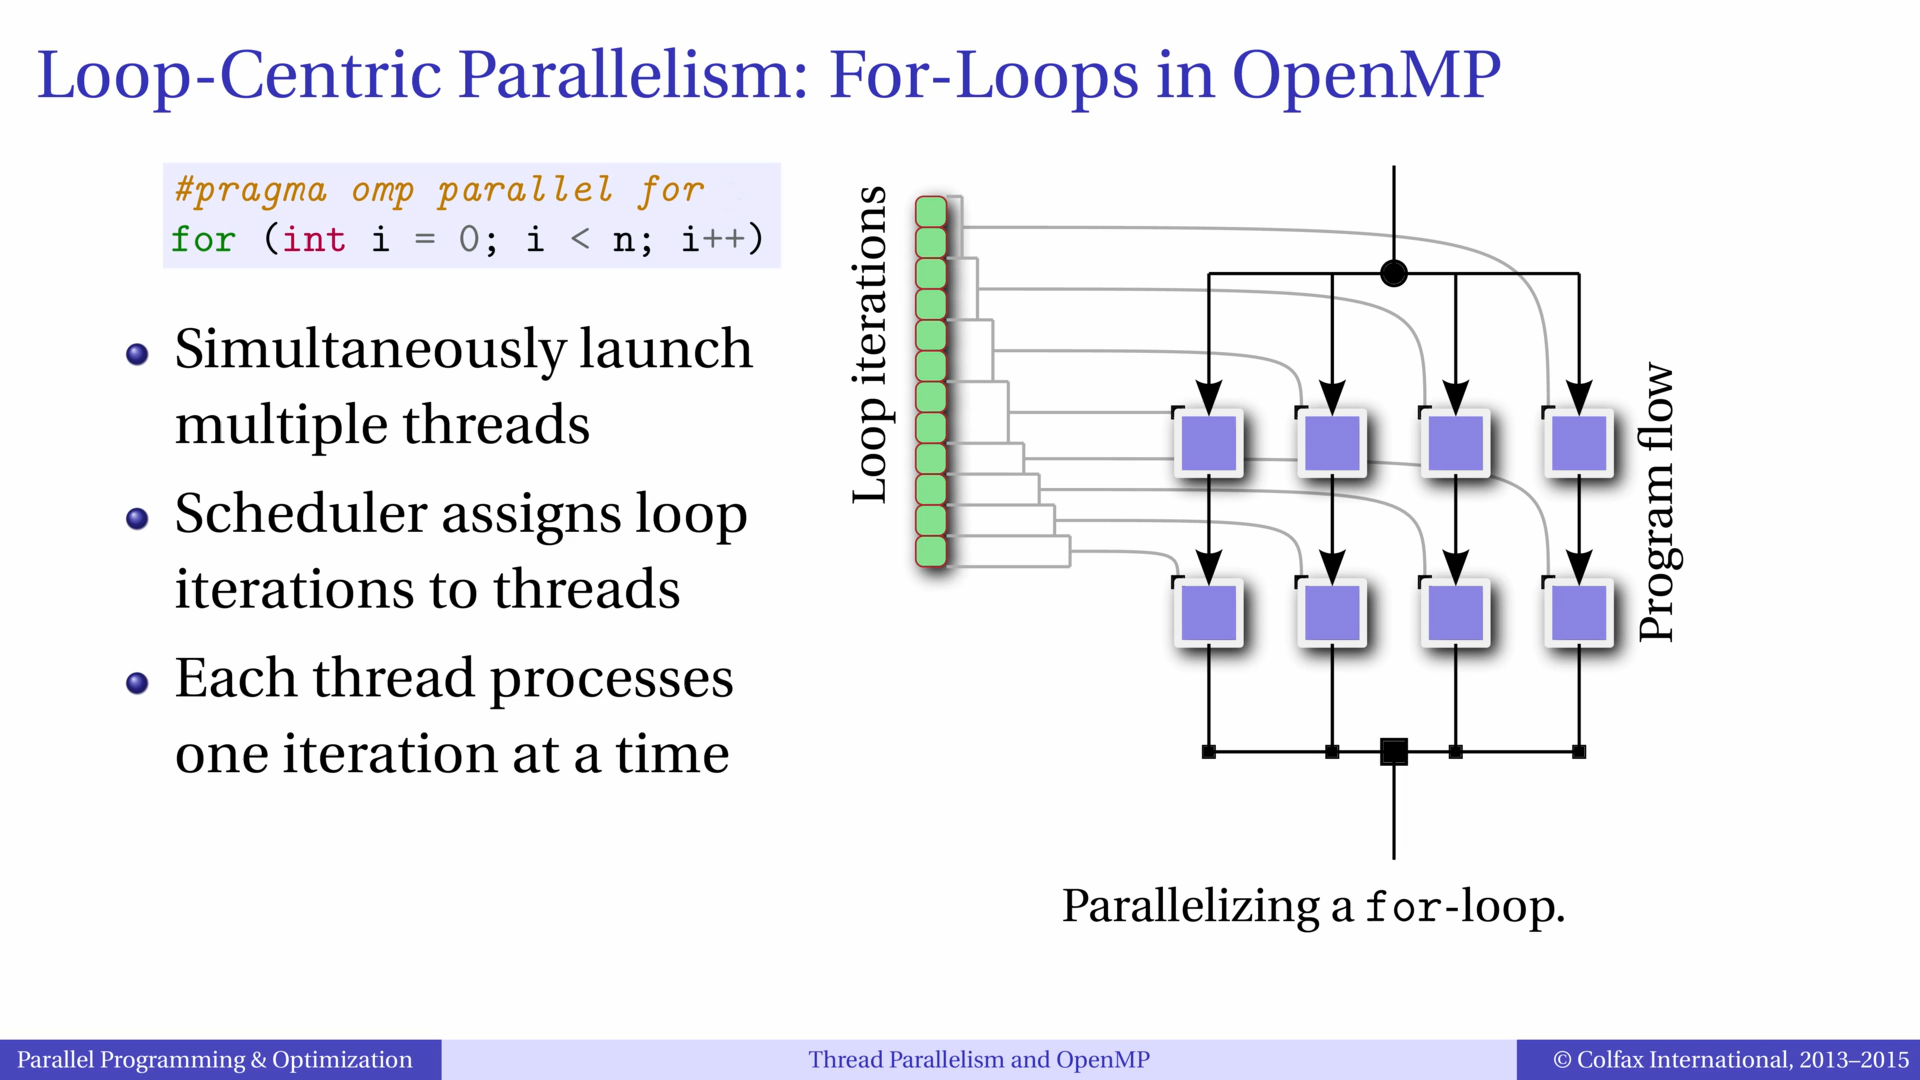 Loop-Centric Parallelism: For-Loops in OpenMP
#pragma omp parallel for
for (int i = 0; i < n; i++)
Simultaneously launch
multiple threads
Scheduler assigns loop
iterations to threads
Each thread processes
one iteration at a time
Loop iterations
Program flow
Parallelizing a for-loop.
Parallel Programming & Optimization
Thread Parallelism and OpenMP
© Colfax International, 2013–2015